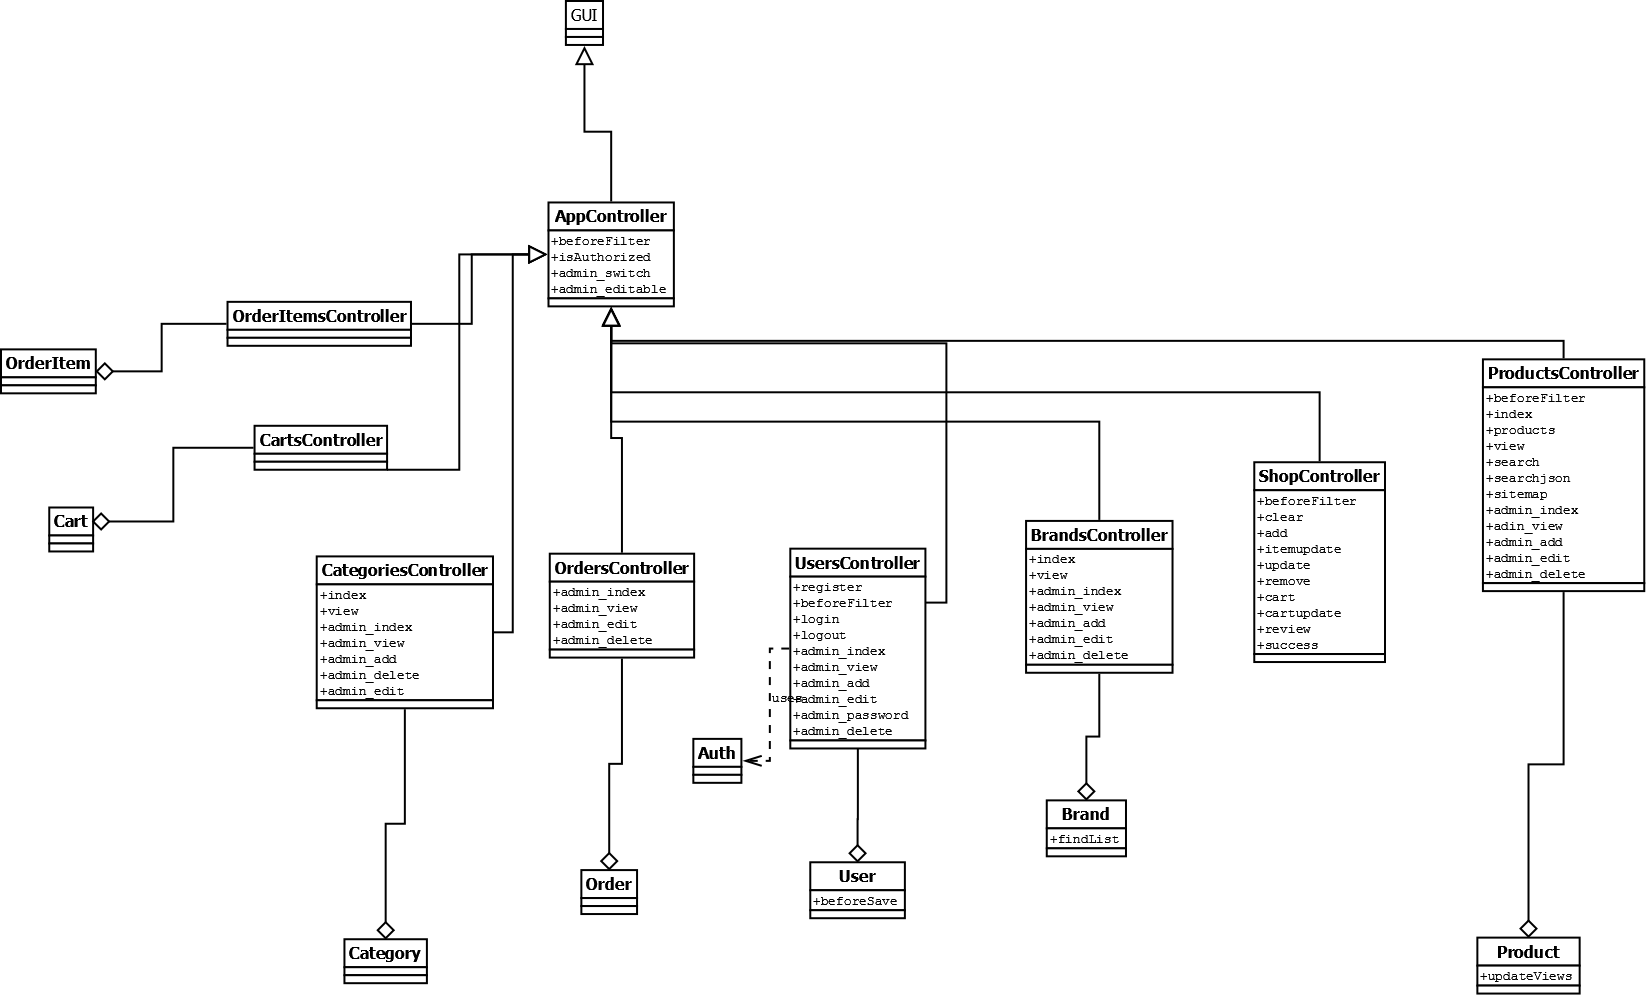 GUI
AppController
+beforeFilter
+isAuthorized
+admin_switch
+admin_editable
OrderItemsController
OrderItem
CartsController
Cart
CategoriesController
+index
+view
+admin_index
+admin_view
+admin_add
+admin_delete
+admin_edit
Category
OrdersController
+admin_index
+admin_view
+admin_edit
+admin_delete
Order
UsersController
+register
+beforeFilter
+login
+logout
+admin_index
+admin_view
+admin_add
+admin_edit
+admin_password
+admin_delete
uses
Auth
User
+beforeSave
BrandsController
+index
+view
+admin_index
+admin_view
+admin_add
+admin_edit
+admin_delete
Brand
+findList
ShopController
+beforeFilter
+clear
+add
+itemupdate
+update
+remove
+cart
+cartupdate
+review
+success
ProductsController
+beforeFilter
+index
+products
+view
+search
+searchjson
+sitemap
+admin_index
+adin_view
+admin_add
+admin_edit
+admin_delete
Product
+updateViews